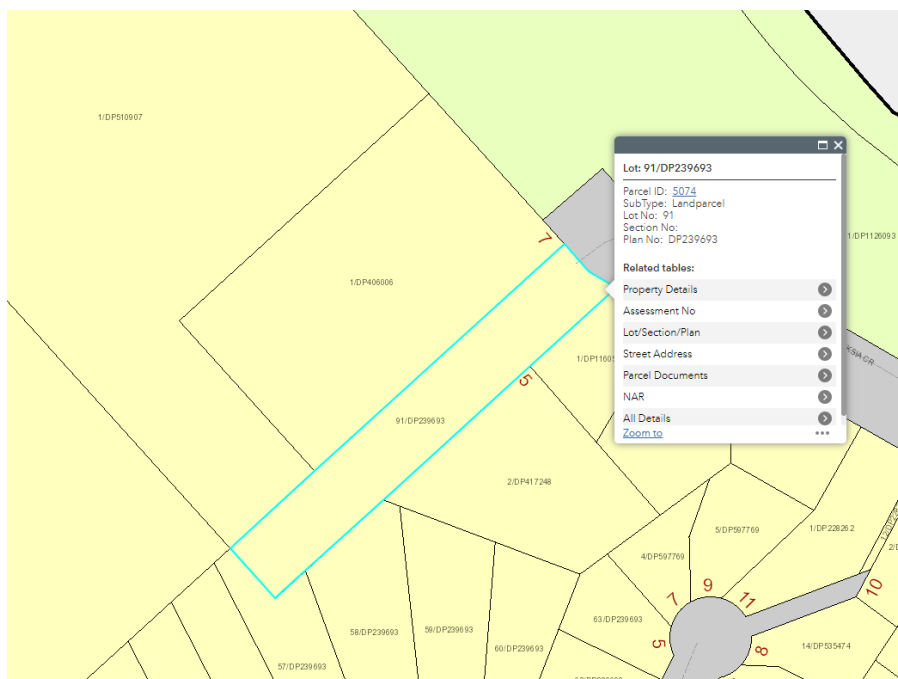 1/DP510907
Lot: 91/DP239693
Parcel ID: 5074
SubType: Landparcel
Lot No: 91
Section No:
Plan No: DP239693
Related tables:
Property Details
Assessment No
Lot/Section/Plan
Street Address
Parcel Documents
NAR
All Details
Zoom to
1/DP1126093
7
1/DP406006
5
91/DP239693
2/DP417248
5/DP597769
1/DP228262
4/DP597769
9
7
11
10
63/DP239693
5
8
58/DP239693
59/DP239693
60/DP239693
14/DP535474
57/DP239693